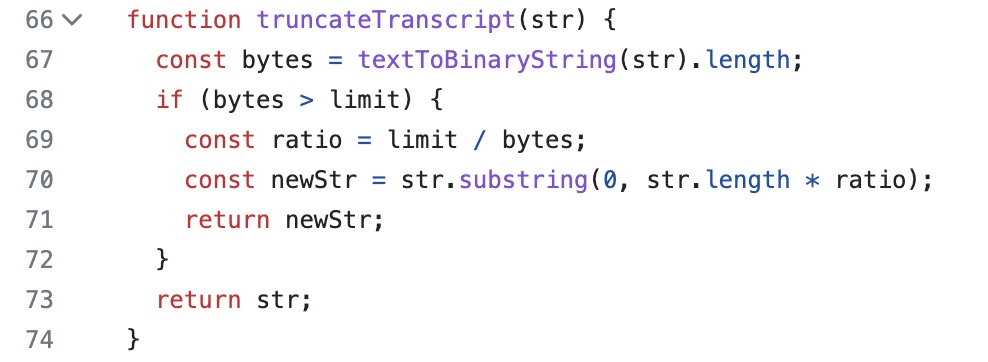 66 function truncateTranscript(str) {
67 const bytes = textToBinaryString(str).length;
68 if (bytes > limit) {
69 const ratio = limit / bytes;
70 const newStr = str.substring(0, str.length * ratio);
71 return newStr;
72 }
73 return str;
74 }